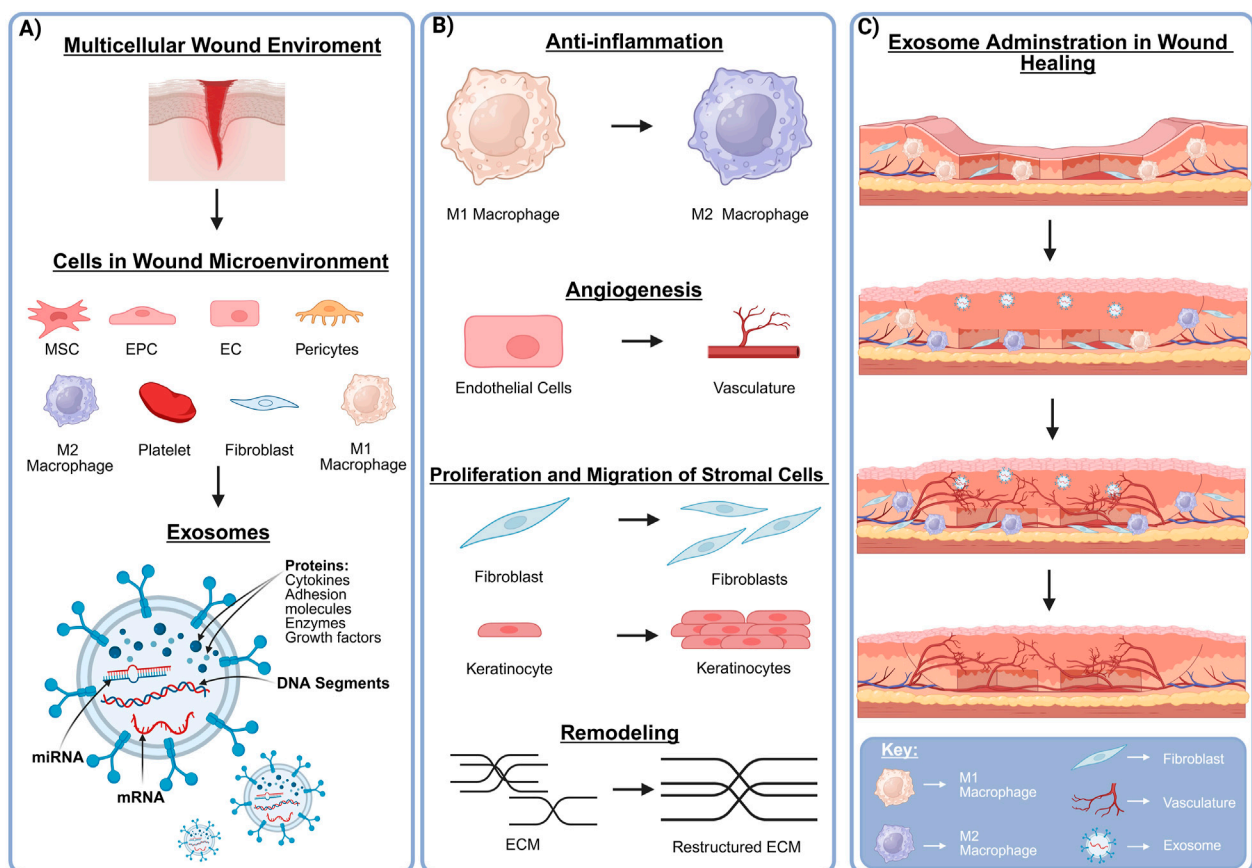 A)
Multicellular Wound Enviroment
Cells in Wound Microenvironment
MSC
EPC
EC
Pericytes
M2
Macrophage
Platelet
Fibroblast
M1
Macrophage
Exosomes
Proteins:
Cytokines
Adhesion
molecules
Enzymes
Growth factors
DNA Segments
miRNA
mRNA
B)
Anti-inflammation
M1 Macrophage
M2 Macrophage
Angiogenesis
Endothelial Cells
Vasculature
Proliferation and Migration of Stromal Cells
Fibroblast
Fibroblasts
Keratinocyte
Keratinocytes
Remodeling
ECM
Restructured ECM
C)
Exosome Adminstration in Wound
Healing
Key:
M1
Macrophage
Fibroblast
Vasculature
M2
Macrophage
Exosome